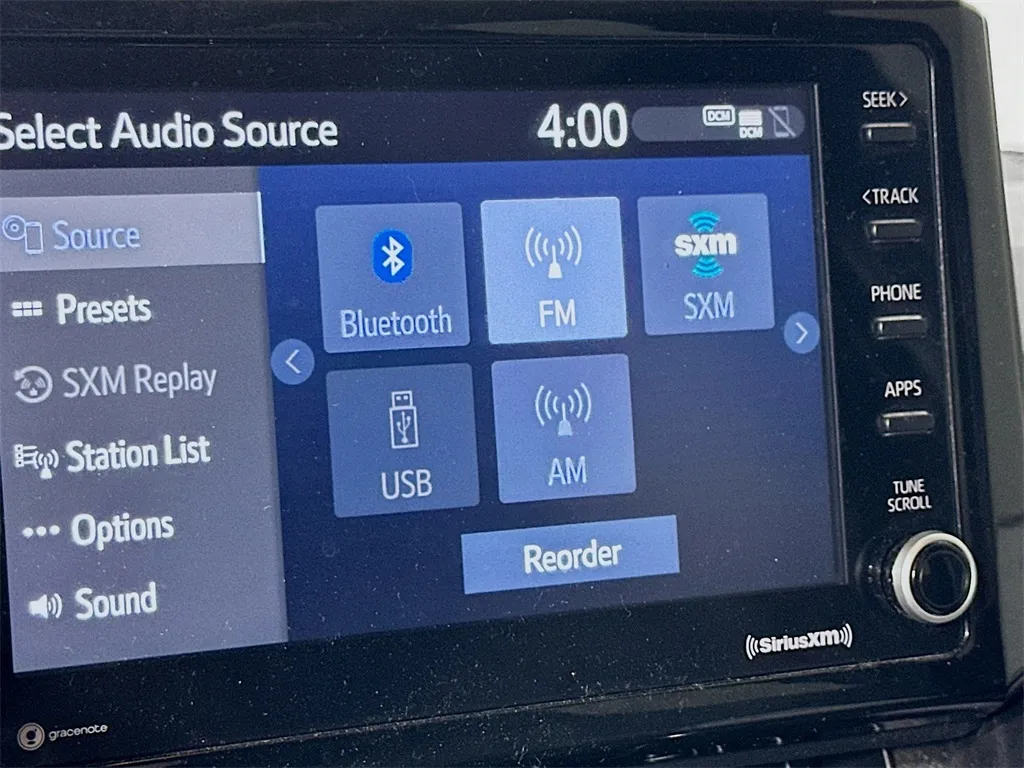 Select Audio Source
4:00
DCM
DCM
SEEK>
<TRACK
PHONE
APPS
TUNE
SCROLL
Source
Presets
SXM Replay
Station List
Options
Sound
Bluetooth
FM
sxm
SXM
USB
AM
Reorder
SiriusXM
gracenote